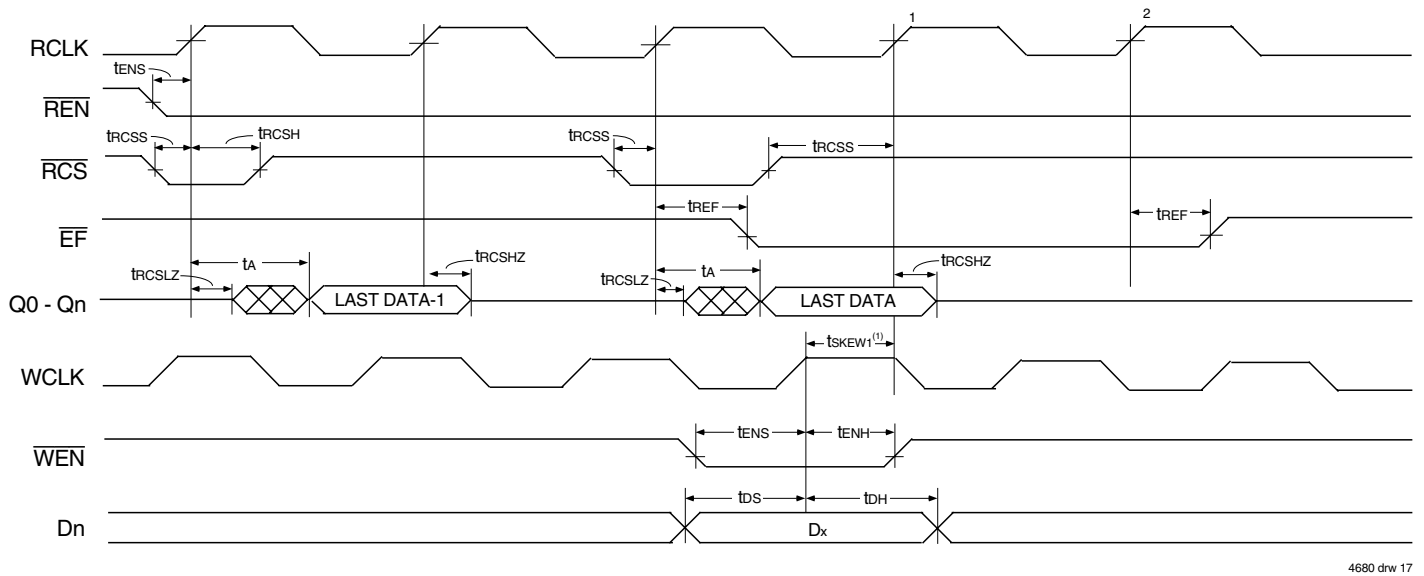 1 2
RCLK
tENS
REN
tRCSS tRCSH tRCSS tRCSS
RCS
tREF tREF
EF
tRCSLZ tA tRCSHZ tRCSLZ tA tRCSHZ
Q0 - Qn LAST DATA-1 LAST DATA
tSKEW1(1)
WCLK
tENS tENH
WEN
tDS tDH
Dn Dx
4680 drw 17